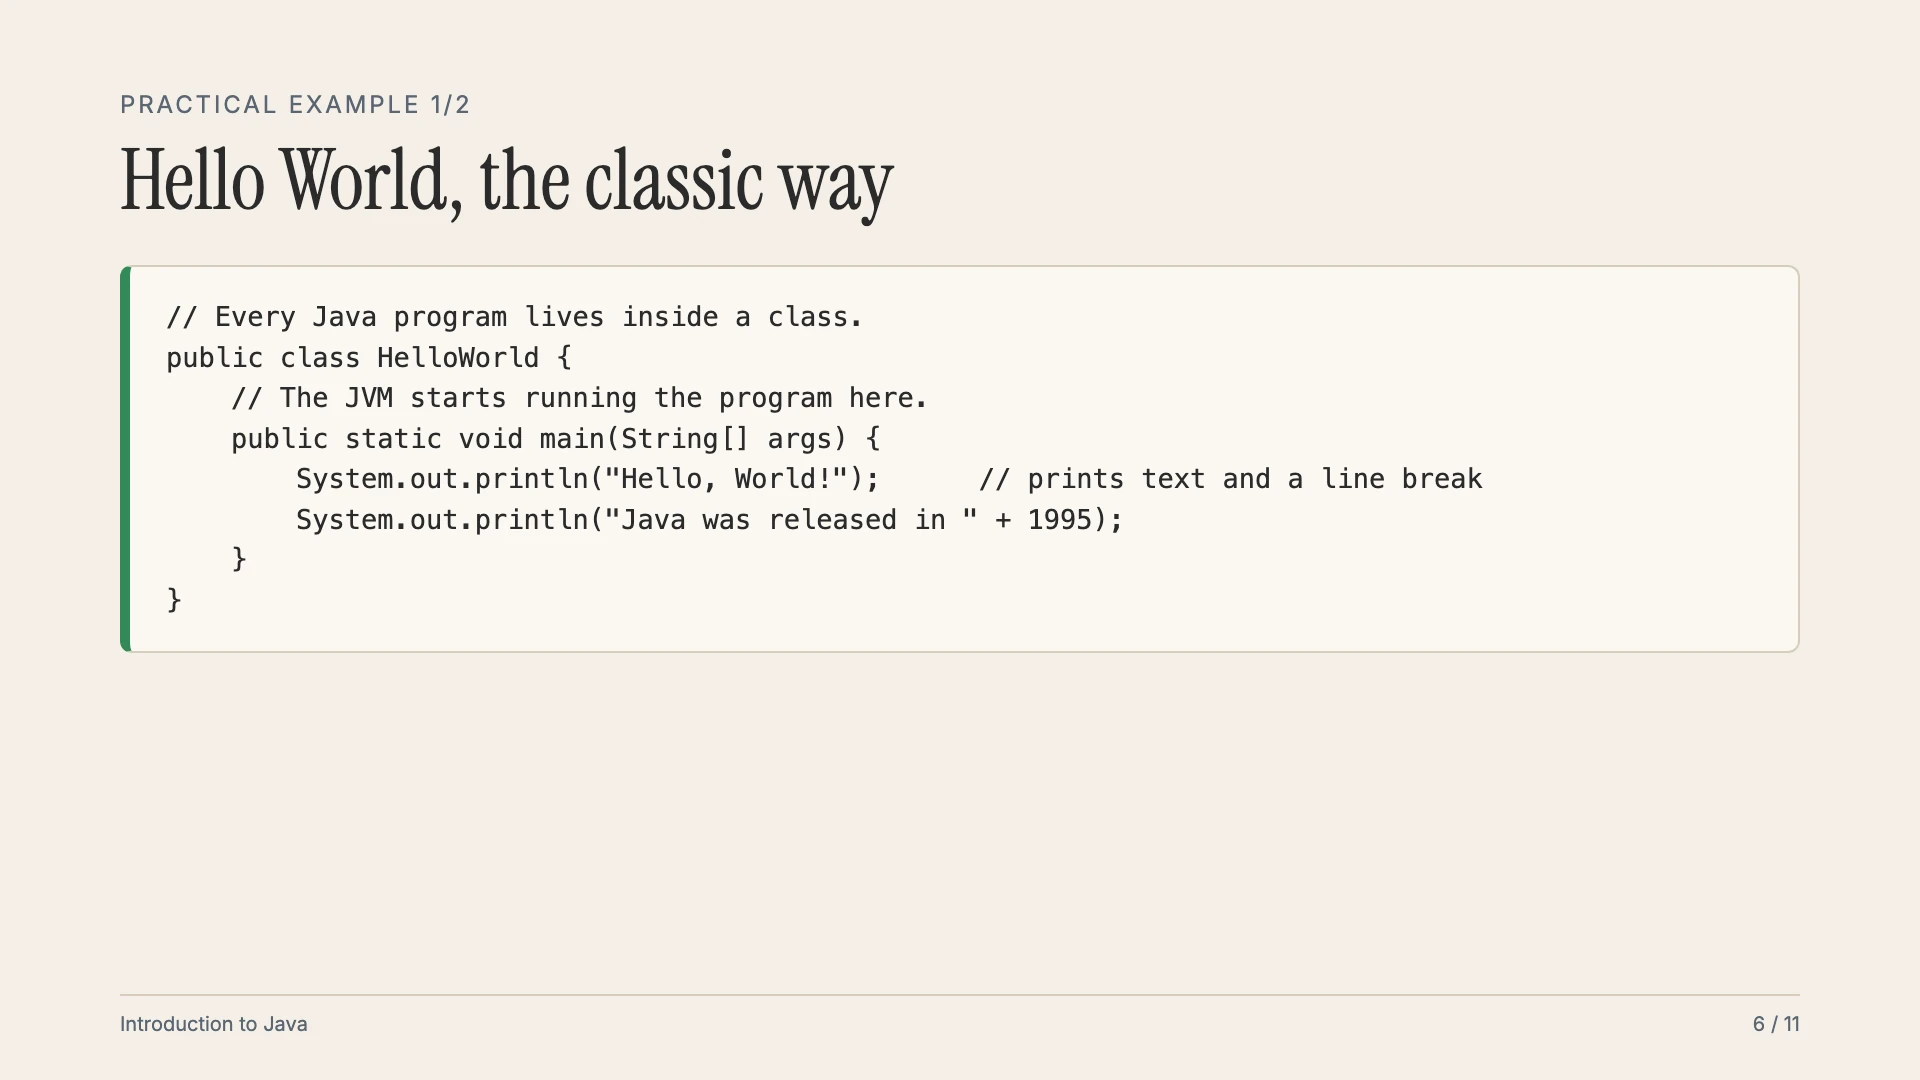 PRACTICAL EXAMPLE 1/2
Hello World, the classic way
// Every Java program lives inside a class.
public class HelloWorld {
    // The JVM starts running the program here.
    public static void main(String[] args) {
        System.out.println("Hello, World!");      // prints text and a line break
        System.out.println("Java was released in " + 1995);
    }
}
Introduction to Java
6 / 11